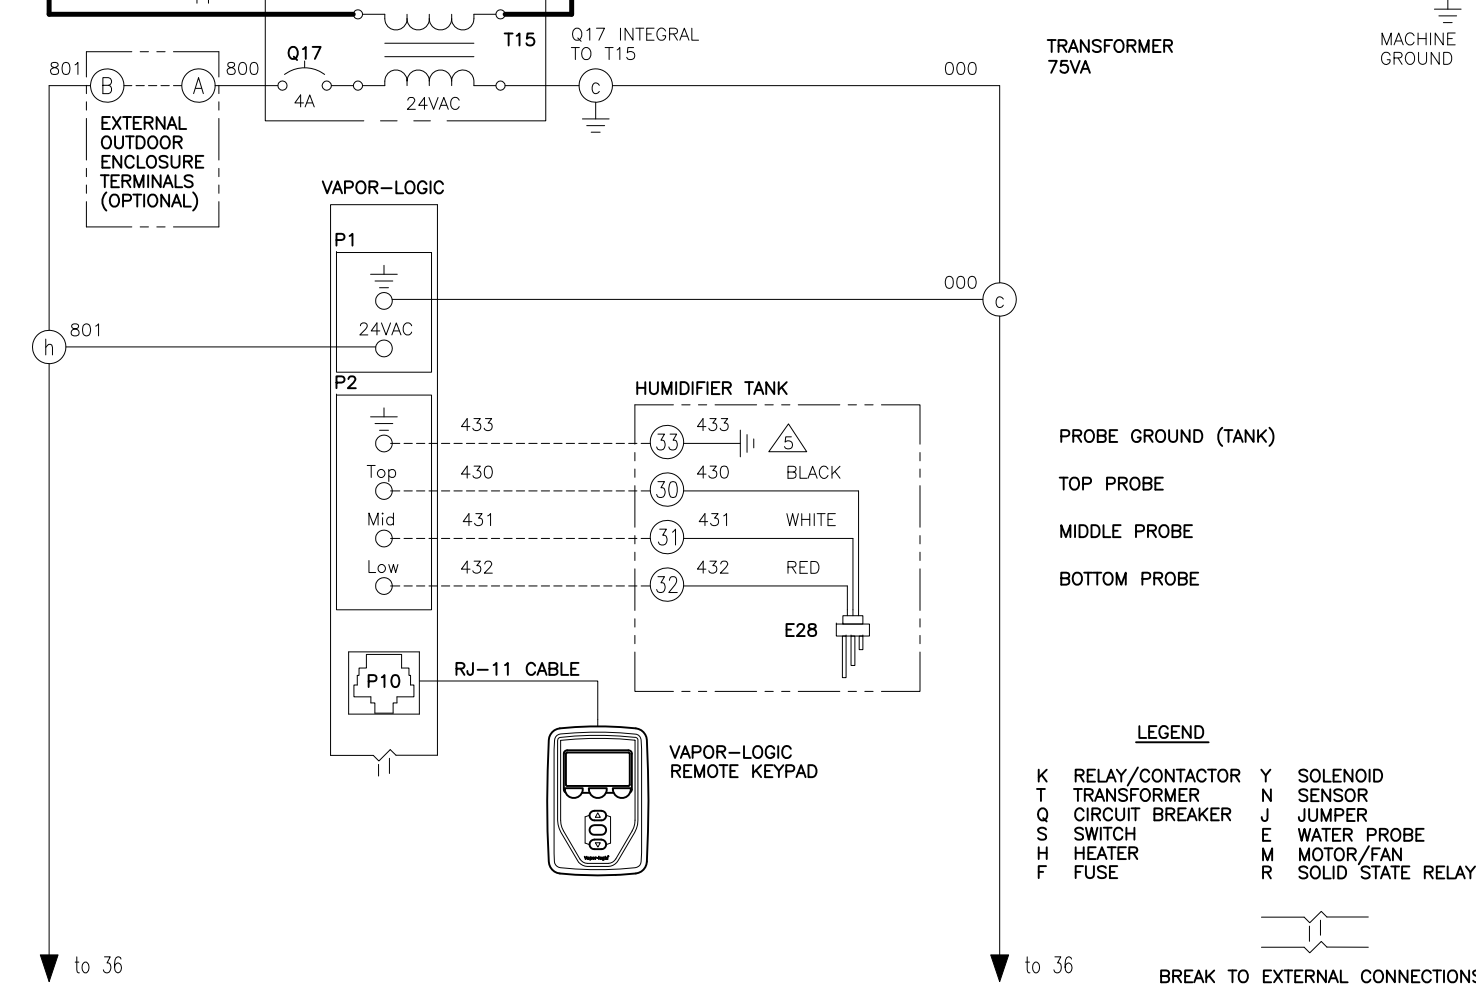 T15
Q17 INTEGRAL
TO T15
TRANSFORMER
75VA
MACHINE
GROUND
801
B
A
800
Q17
4A
24VAC
c
000
EXTERNAL
OUTDOOR
ENCLOSURE
TERMINALS
(OPTIONAL)
VAPOR-LOGIC
P1
000
c
24VAC
801
h
P2
HUMIDIFIER TANK
433
33
433
5
PROBE GROUND (TANK)
Top
430
30
430
BLACK
TOP PROBE
Mid
431
31
431
WHITE
MIDDLE PROBE
Low
432
32
432
RED
BOTTOM PROBE
E28
P10
RJ-11 CABLE
VAPOR-LOGIC
REMOTE KEYPAD
Vapor-logic
LEGEND
K RELAY/CONTACTOR Y SOLENOID
T TRANSFORMER N SENSOR
Q CIRCUIT BREAKER J JUMPER
S SWITCH E WATER PROBE
H HEATER M MOTOR/FAN
F FUSE R SOLID STATE RELAY
to 36
to 36
BREAK TO EXTERNAL CONNECTIONS